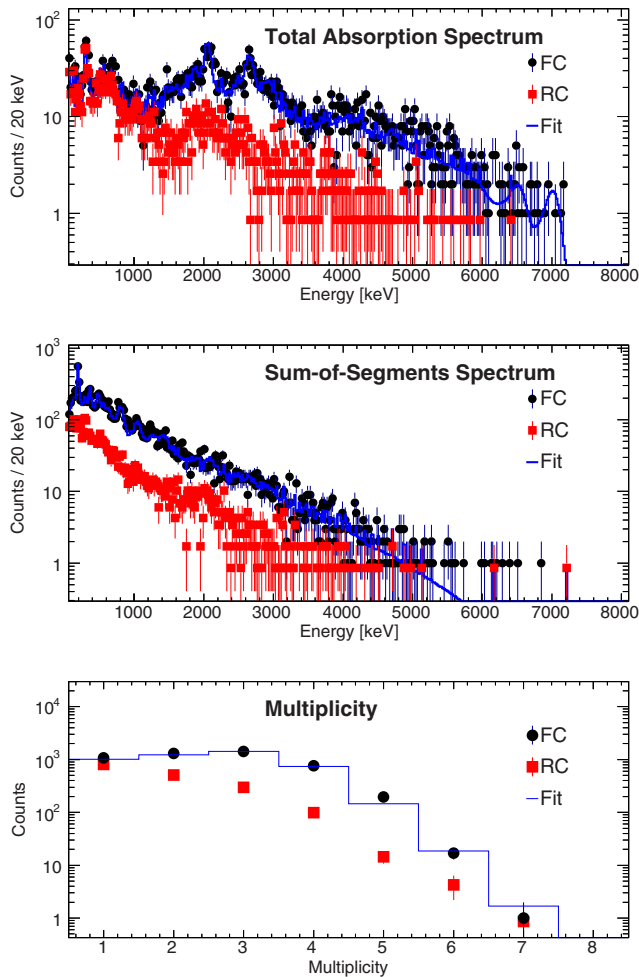 Total Absorption Spectrum
FC
RC
Fit
Counts / 20 keV
10²
10
1
1000 2000 3000 4000 5000 6000 7000 8000
Energy [keV]
Sum-of-Segments Spectrum
FC
RC
Fit
Counts / 20 keV
10³
10²
10
1
1000 2000 3000 4000 5000 6000 7000 8000
Energy [keV]
Multiplicity
FC
RC
Fit
Counts
10⁴
10³
10²
10
1
1 2 3 4 5 6 7 8
Multiplicity